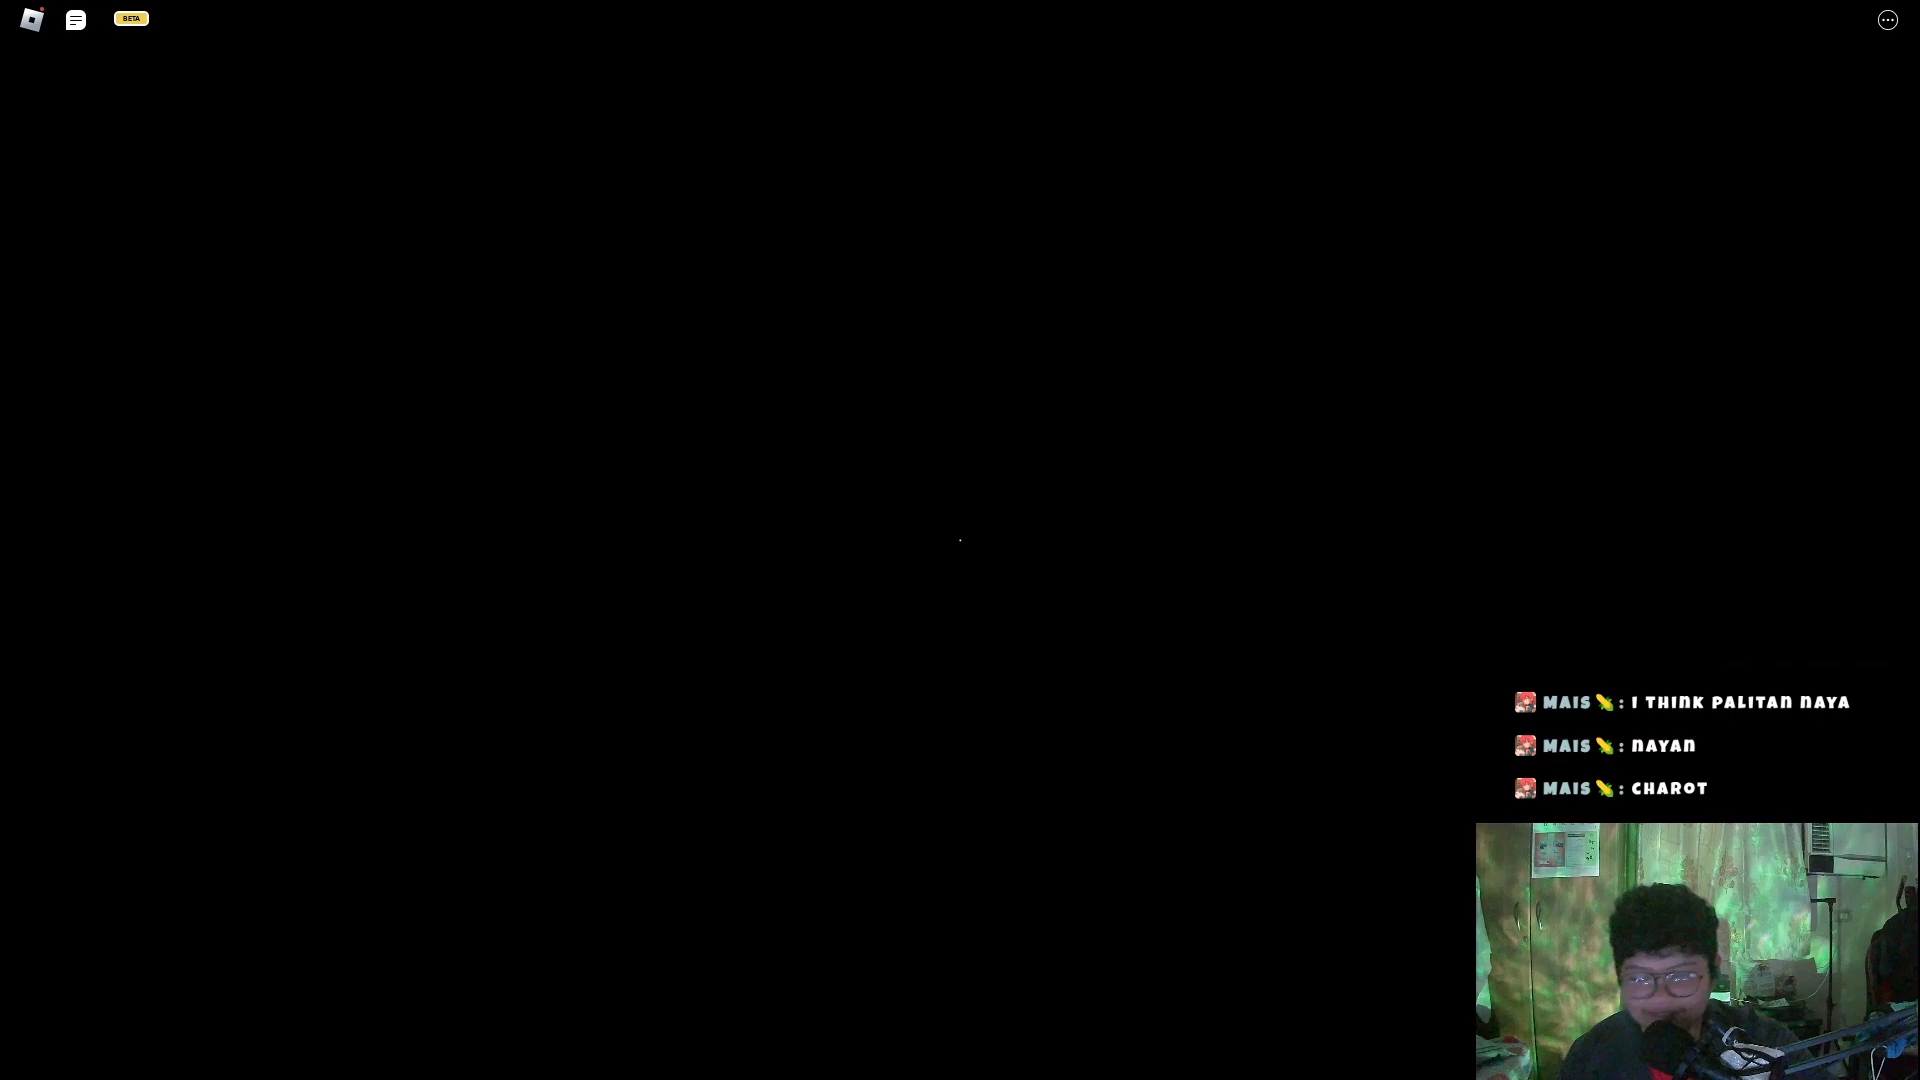 BETA
MAIS🌽: I THINK PALITAN NAYA
MAIS🌽: NAYAN
MAIS🌽: CHAROT